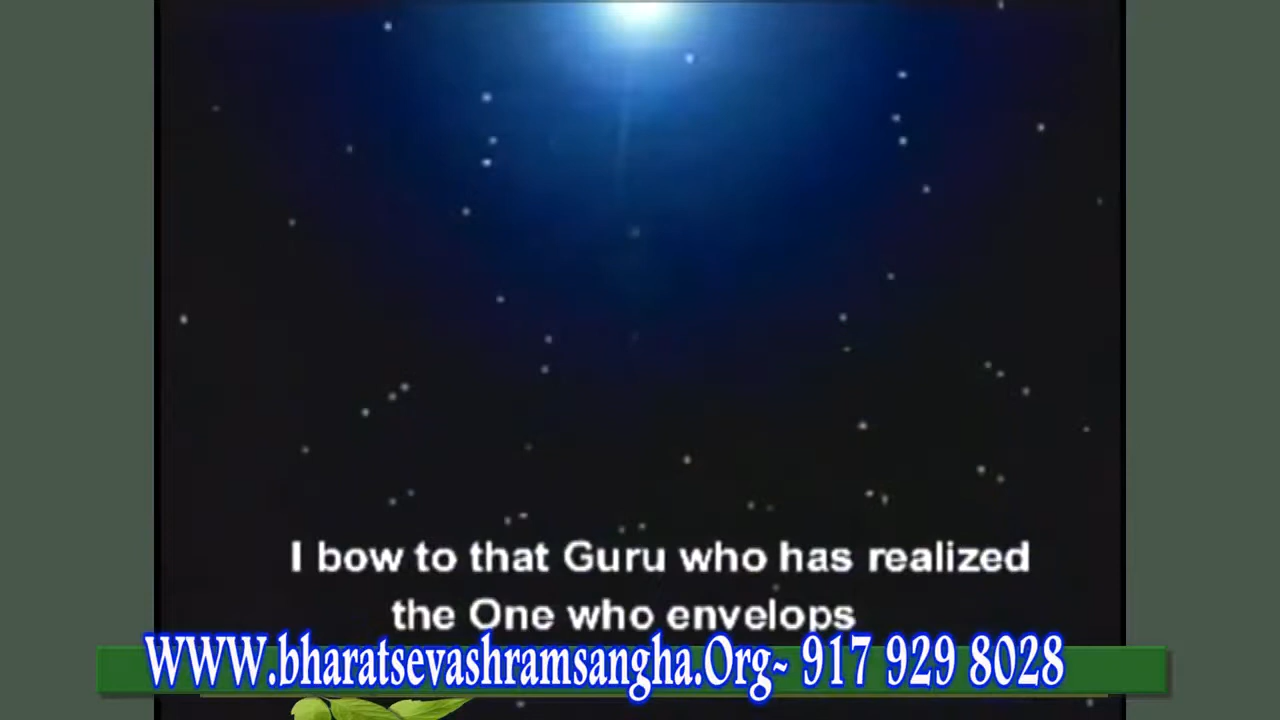 I bow to that Guru who has realized
the One who envelops
WWW.bharatsevashramsangha.Org- 917 929 8028